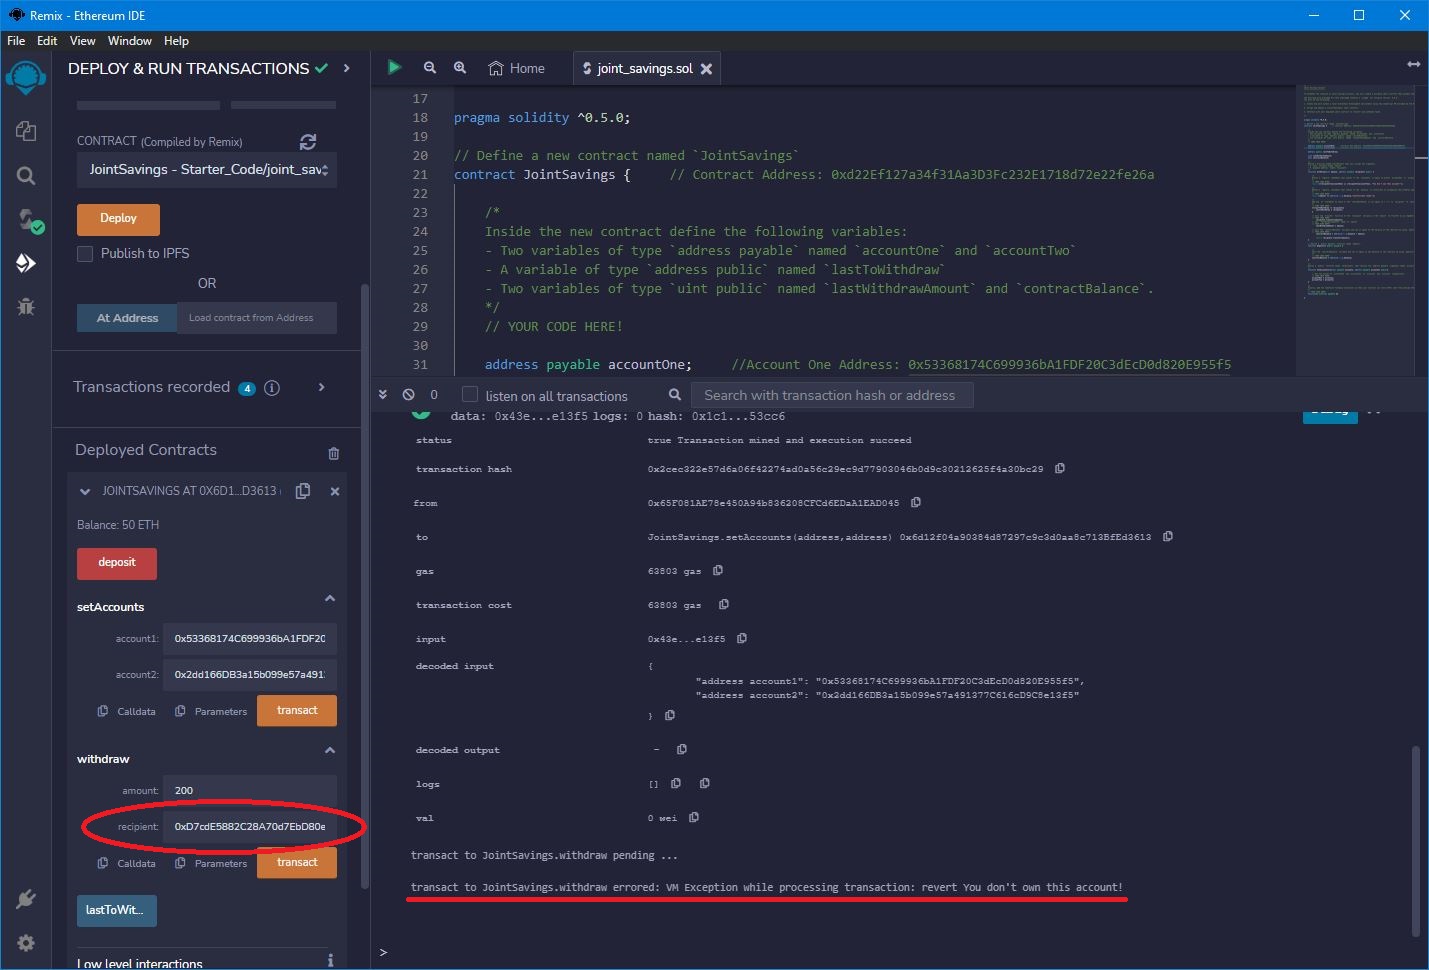 Remix - Ethereum IDE
File Edit View Window Help
DEPLOY & RUN TRANSACTIONS
CONTRACT (Compiled by Remix)
JointSavings - Starter_Code/joint_sav
Deploy
Publish to IPFS
OR
At Address
Load contract from Address
Transactions recorded 4
Deployed Contracts
JOINTSAVINGS AT 0X6D1...D3613 (
Balance: 50 ETH
deposit
setAccounts
account1: 0x53368174C699936bA1FDF20
account2: 0x2dd166DB3a15b099e57a491
Calldata Parameters transact
withdraw
amount: 200
recipient: 0xD7cdE5882C28A70d7EbD80e
Calldata Parameters transact
lastToWit...
Low level interactions
Home
joint_savings.sol
17
18 pragma solidity ^0.5.0;
19
20 // Define a new contract named `JointSavings`
21 contract JointSavings { // Contract Address: 0xd22Ef127a34f31Aa3D3Fc232E1718d72e22fe26a
22
23 /*
24 Inside the new contract define the following variables:
25 - Two variables of type `address payable` named `accountOne` and `accountTwo`
26 - A variable of type `address public` named `lastToWithdraw`
27 - Two variables of type `uint public` named `lastWithdrawAmount` and `contractBalance`.
28 */
29 // YOUR CODE HERE!
30
31 address payable accountOne; //Account One Address: 0x53368174C699936bA1FDF20C3dEcD0d820E955f5
0 listen on all transactions
Search with transaction hash or address
data: 0x43e...e13f5 logs: 0 hash: 0x1c1...53cc6
status true Transaction mined and execution succeed
transaction hash 0x2cec322e57d6a06f42274ad0a56c29ec9d77903046b0d9c30212625f4a30bc29
from 0x65F081AE78e450A94b836208CFCd6EDaA1EAD045
to JointSavings.setAccounts(address,address) 0x6d12f04a90384d87297c9c3d0aa8c713BfEd3613
gas 63803 gas
transaction cost 63803 gas
input 0x43e...e13f5
decoded input {
"address account1": "0x53368174C699936bA1FDF20C3dEcD0d820E955f5",
"address account2": "0x2dd166DB3a15b099e57a491377C616cD9C8e13f5"
}
decoded output -
logs []
val 0 wei
transact to JointSavings.withdraw pending ...
transact to JointSavings.withdraw errored: VM Exception while processing transaction: revert You don't own this account!
>